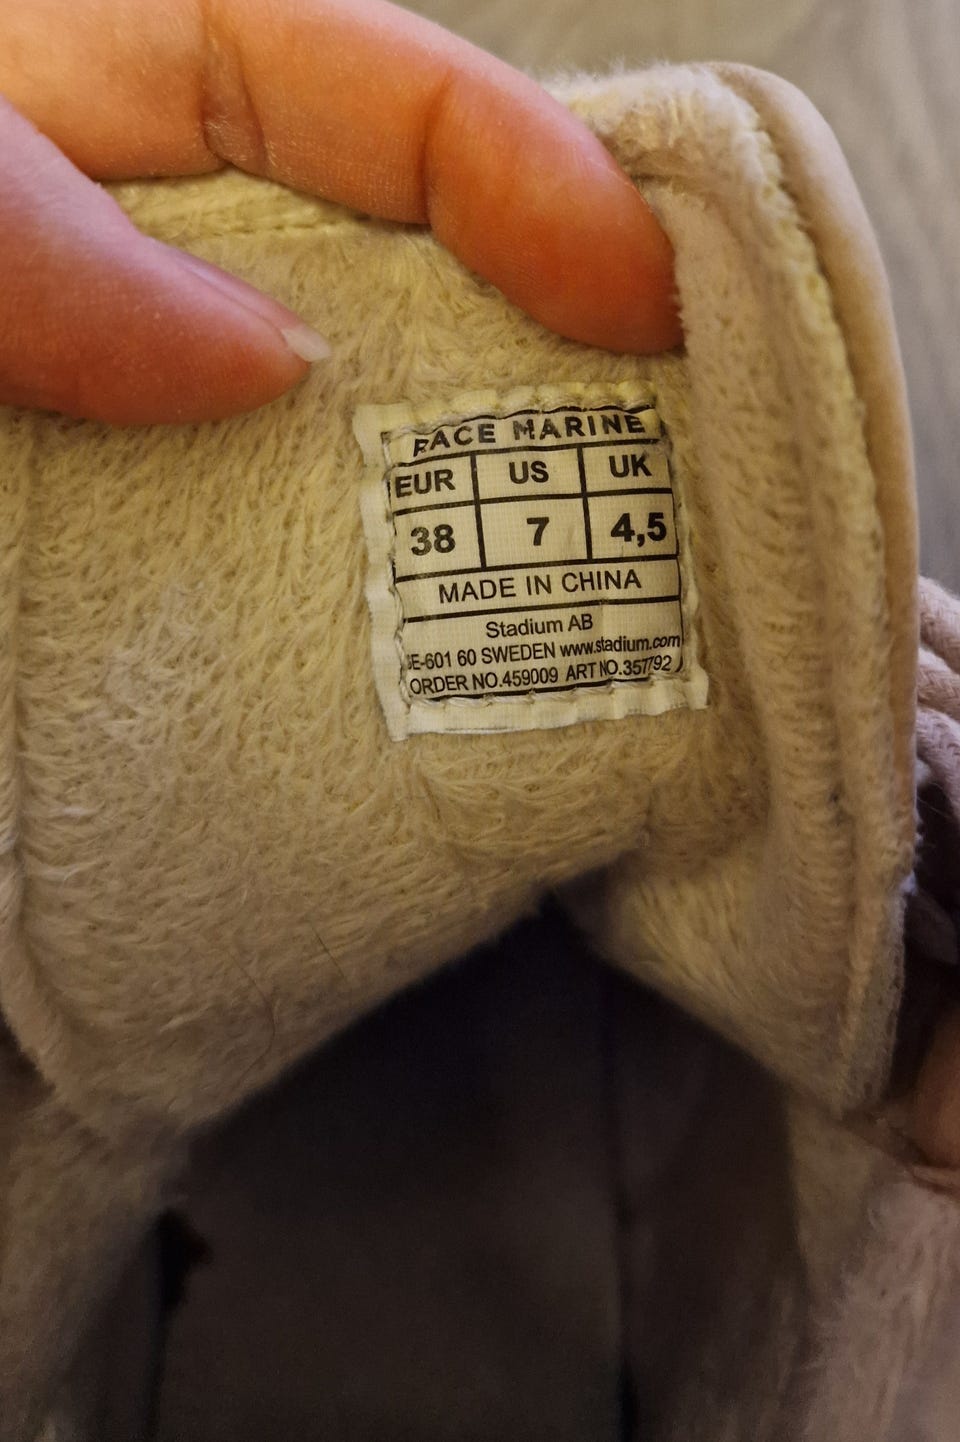 RACE MARINE
EUR US UK
38 7 4,5
MADE IN CHINA
Stadium AB
SE-601 60 SWEDEN www.stadium.com
ORDER NO.459009 ART NO.357792